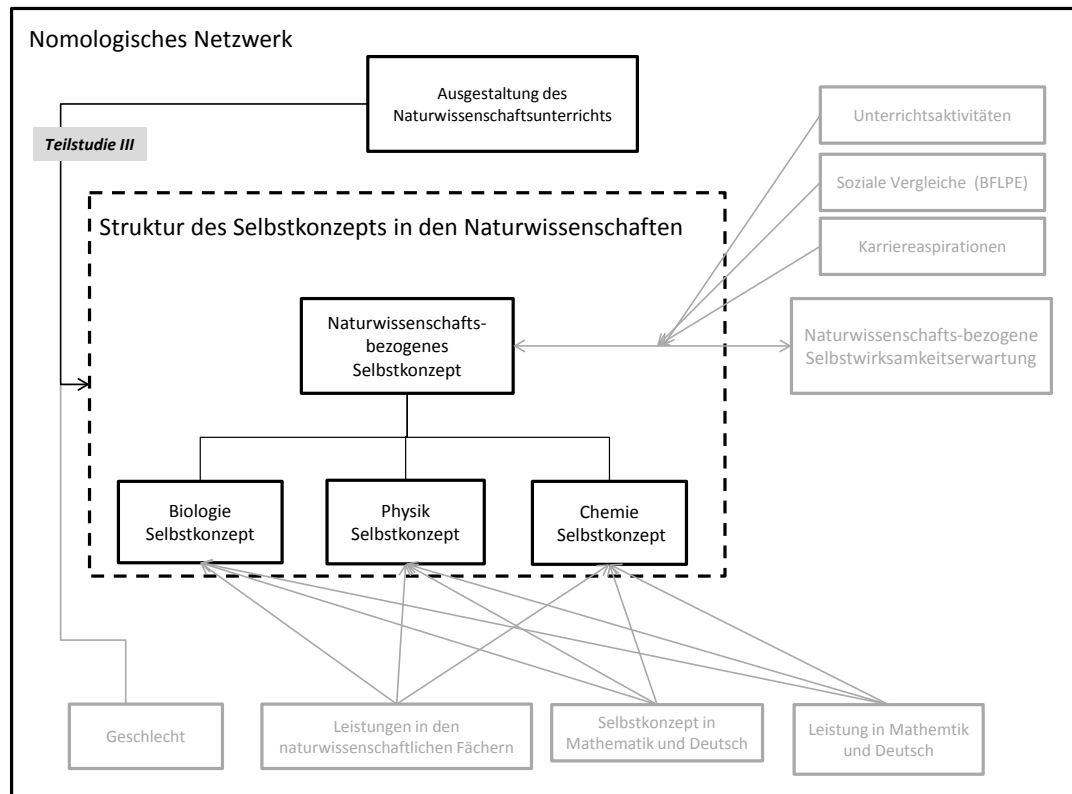 Nomologisches Netzwerk
Ausgestaltung des
Naturwissenschaftsunterrichts
Teilstudie III
Unterrichtsaktivitäten
Soziale Vergleiche (BFLPE)
Karriereaspirationen
Struktur des Selbstkonzepts in den Naturwissenschaften
Naturwissenschafts-
bezogenes
Selbstkonzept
Naturwissenschafts-bezogene
Selbstwirksamkeitserwartung
Biologie
Selbstkonzept
Physik
Selbstkonzept
Chemie
Selbstkonzept
Geschlecht
Leistungen in den
naturwissenschaftlichen Fächern
Selbstkonzept in
Mathematik und Deutsch
Leistung in Mathemtik
und Deutsch